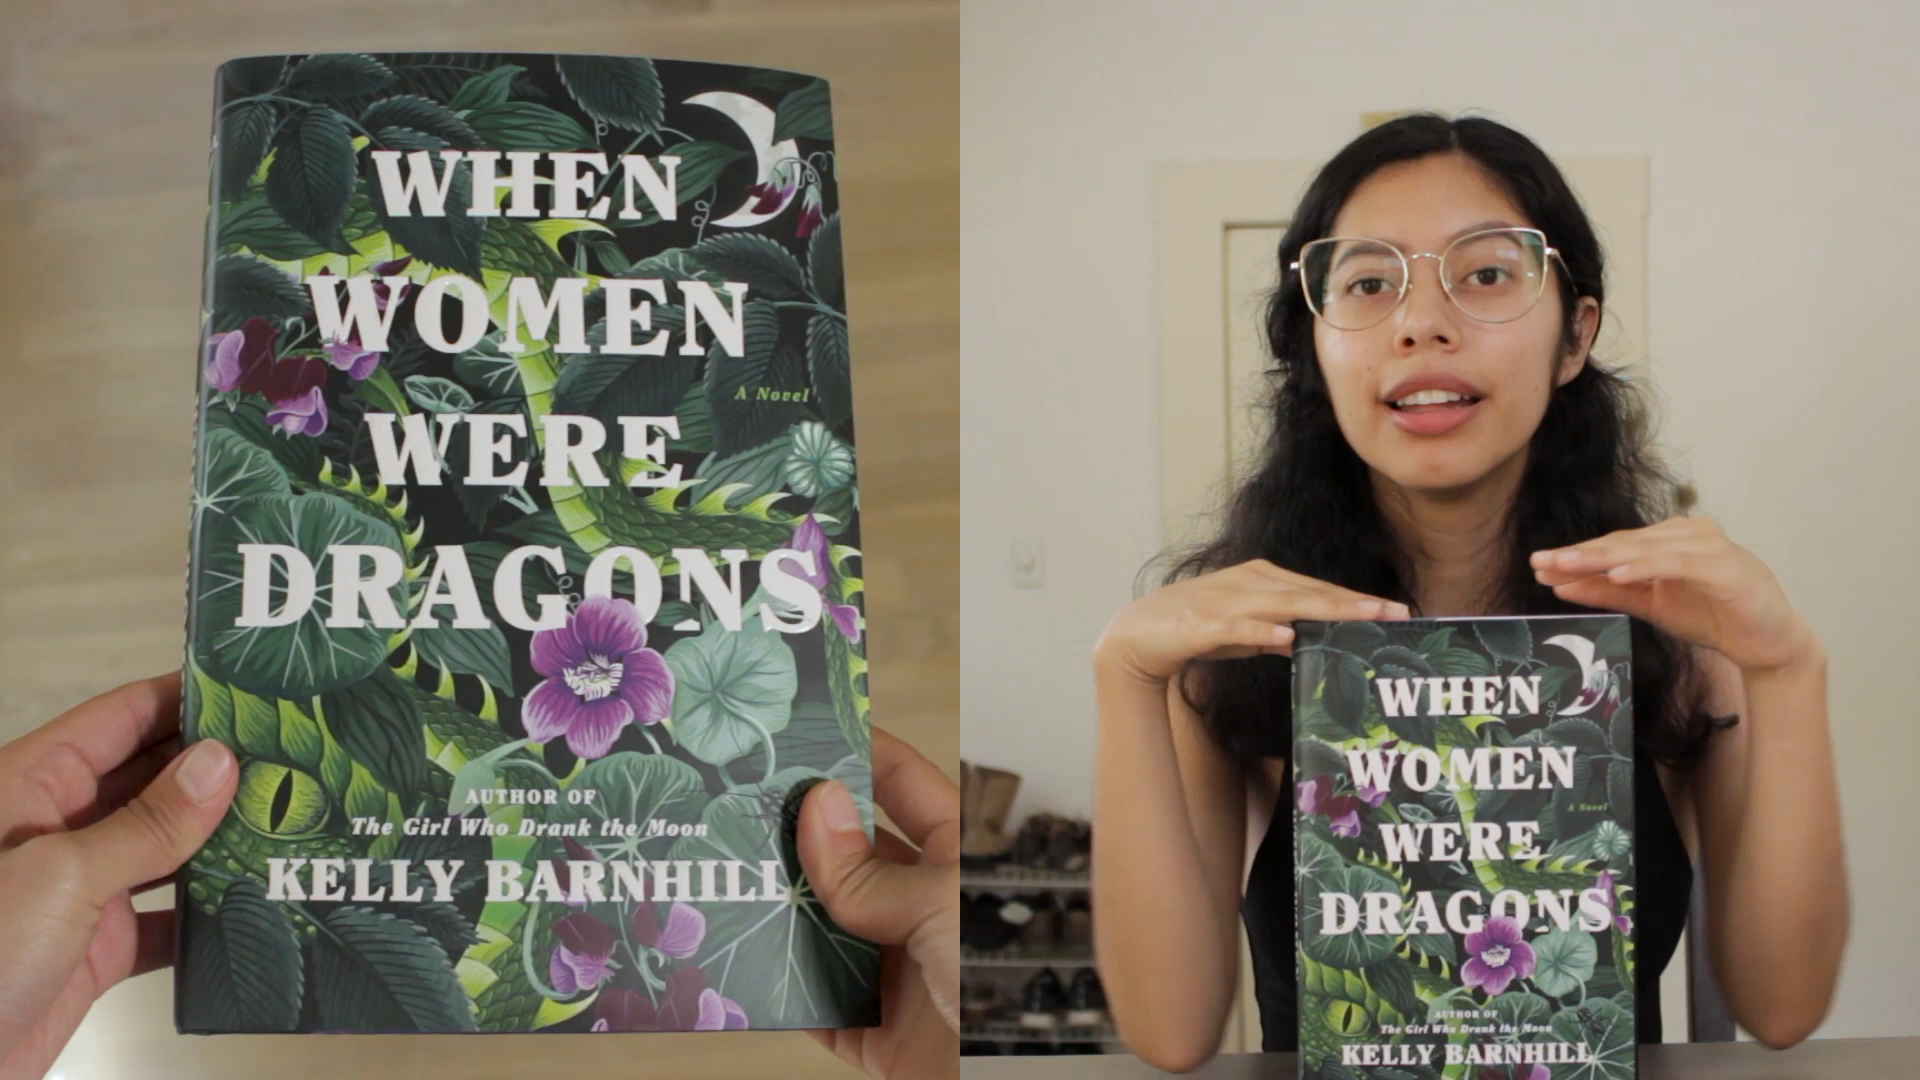 WHEN
WOMEN
A Novel
WERE
DRAGONS
AUTHOR OF
The Girl Who Drank the Moon
KELLY BARNHILL
WHEN
WOMEN
A Novel
WERE
DRAGONS
AUTHOR OF
The Girl Who Drank the Moon
KELLY BARNHILL